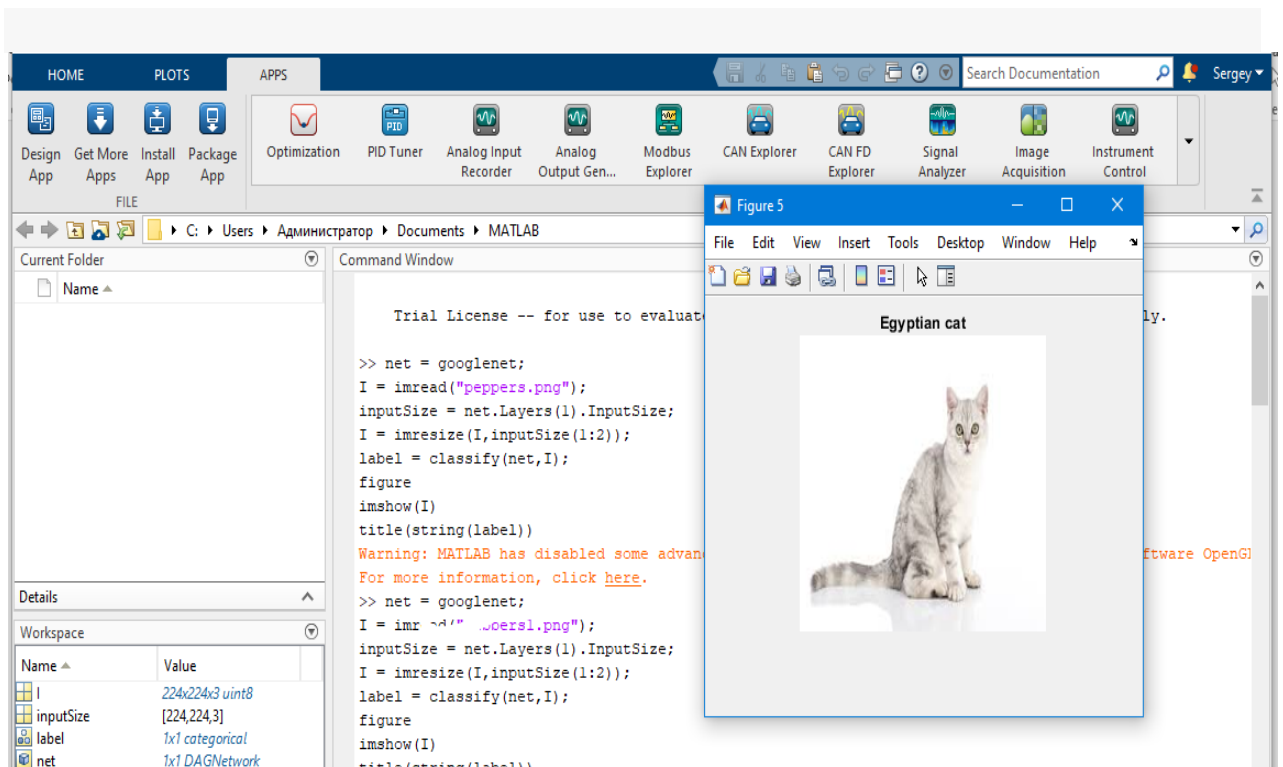 HOME PLOTS APPS
Search Documentation Sergey
Design App
Get More Apps
Install App
Package App
Optimization
PID Tuner
Analog Input Recorder
Analog Output Gen...
Modbus Explorer
CAN Explorer
CAN FD Explorer
Signal Analyzer
Image Acquisition
Instrument Control
FILE
C: Users Администратор Documents MATLAB
Current Folder
Name
Details
Workspace
Name Value
I 224x224x3 uint8
inputSize [224,224,3]
label 1x1 categorical
net 1x1 DAGNetwork
Command Window
Trial License -- for use to evaluat ly.
>> net = googlenet;
I = imread("peppers.png");
inputSize = net.Layers(1).InputSize;
I = imresize(I,inputSize(1:2));
label = classify(net,I);
figure
imshow(I)
title(string(label))
Warning: MATLAB has disabled some advan ftware OpenGl
For more information, click here.
>> net = googlenet;
I = ers1.png");
inputSize = net.Layers(1).InputSize;
I = imresize(I,inputSize(1:2));
label = classify(net,I);
figure
imshow(I)
title(string(label))
Figure 5
File Edit View Insert Tools Desktop Window Help
Egyptian cat